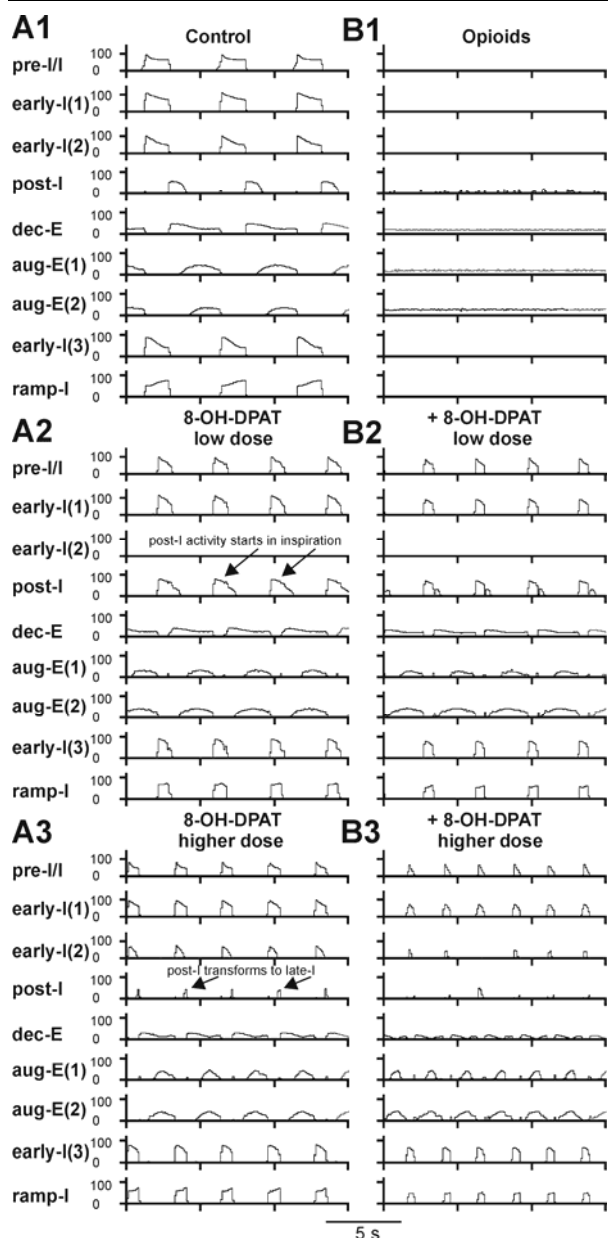 A1 Control B1 Opioids
pre-I/I 100 0
early-I(1) 100 0
early-I(2) 100 0
post-I 100 0
dec-E 100 0
aug-E(1) 100 0
aug-E(2) 100 0
early-I(3) 100 0
ramp-I 100 0
A2 8-OH-DPAT B2 + 8-OH-DPAT
low dose low dose
pre-I/I 100 0
early-I(1) 100 0
early-I(2) 100 0
post-I activity starts in inspiration
post-I 100 0
dec-E 100 0
aug-E(1) 100 0
aug-E(2) 100 0
early-I(3) 100 0
ramp-I 100 0
A3 8-OH-DPAT B3 + 8-OH-DPAT
higher dose higher dose
pre-I/I 100 0
early-I(1) 100 0
early-I(2) 100 0
post-I transforms to late-I
post-I 100 0
dec-E 100 0
aug-E(1) 100 0
aug-E(2) 100 0
early-I(3) 100 0
ramp-I 100 0
5 s